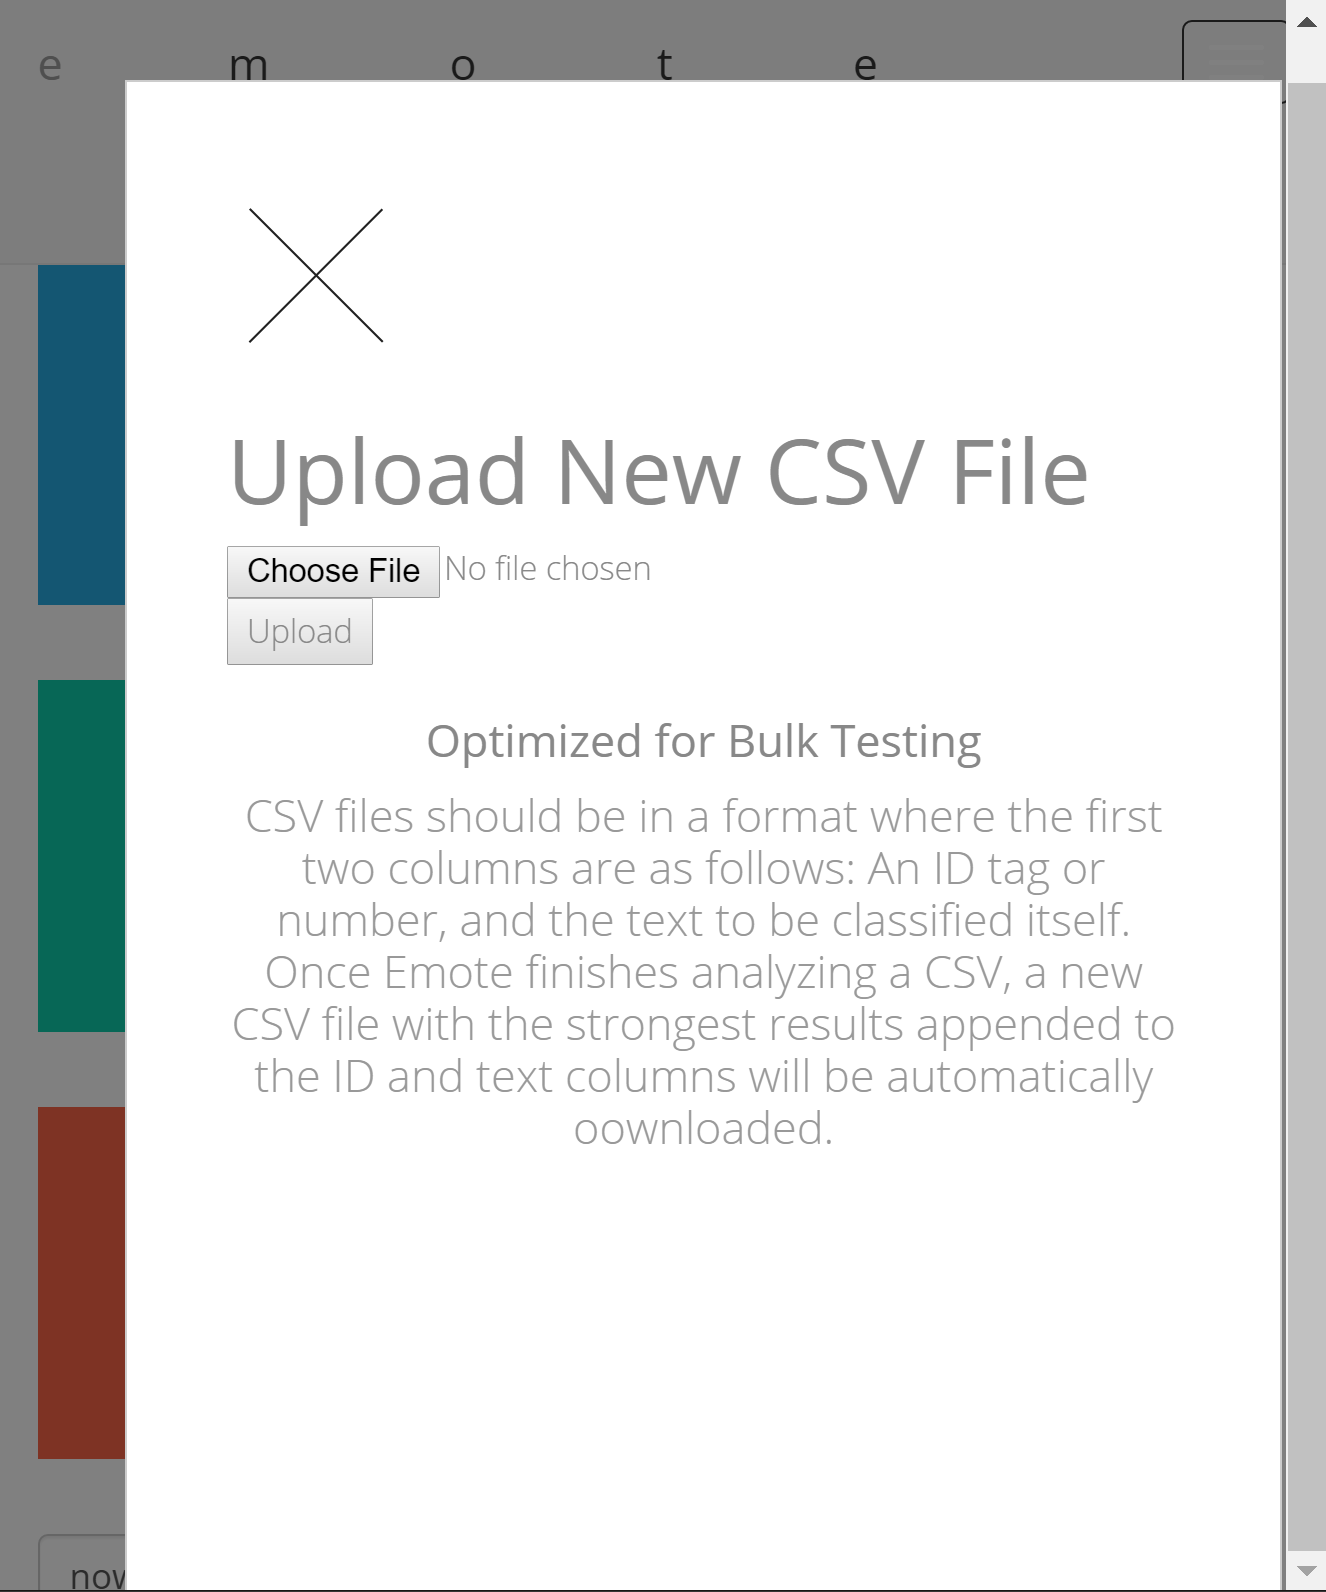 e m o t e
Upload New CSV File
Choose File No file chosen
Upload
Optimized for Bulk Testing
CSV files should be in a format where the first
two columns are as follows: An ID tag or
number, and the text to be classified itself.
Once Emote finishes analyzing a CSV, a new
CSV file with the strongest results appended to
the ID and text columns will be automatically
oownloaded.